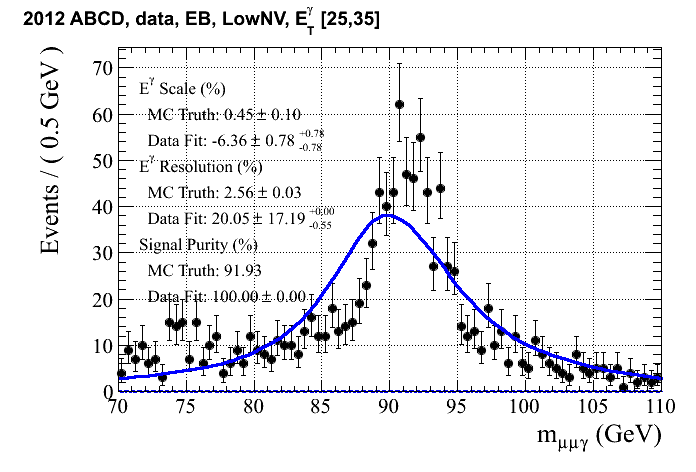 2012 ABCD, data, EB, LowNV, E_T^γ [25,35]
Events / ( 0.5 GeV )
70
60
50
40
30
20
10
0
E^γ Scale (%)
MC Truth: 0.45 ± 0.10
Data Fit: -6.36 ± 0.78 +0.78 -0.78
E^γ Resolution (%)
MC Truth: 2.56 ± 0.03
Data Fit: 20.05 ± 17.19 +0.00 -0.55
Signal Purity (%)
MC Truth: 91.93
Data Fit: 100.00 ± 0.00
70 75 80 85 90 95 100 105 110
m_μμγ (GeV)